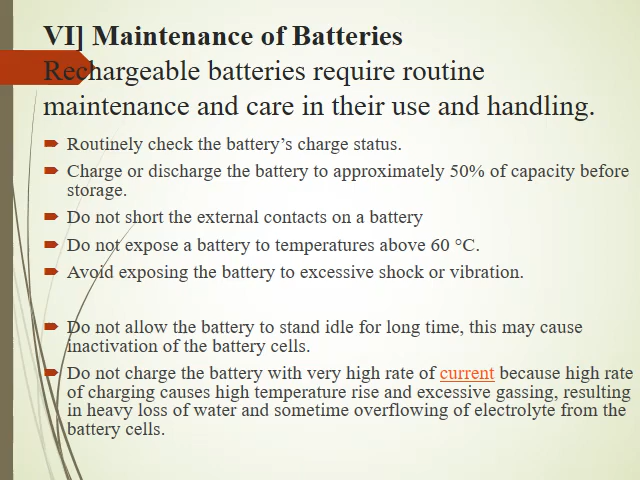 VI] Maintenance of Batteries
Rechargeable batteries require routine
maintenance and care in their use and handling.
Routinely check the battery’s charge status.
Charge or discharge the battery to approximately 50% of capacity before
storage.
Do not short the external contacts on a battery
Do not expose a battery to temperatures above 60 °C.
Avoid exposing the battery to excessive shock or vibration.
Do not allow the battery to stand idle for long time, this may cause
inactivation of the battery cells.
Do not charge the battery with very high rate of current because high rate
of charging causes high temperature rise and excessive gassing, resulting
in heavy loss of water and sometime overflowing of electrolyte from the
battery cells.